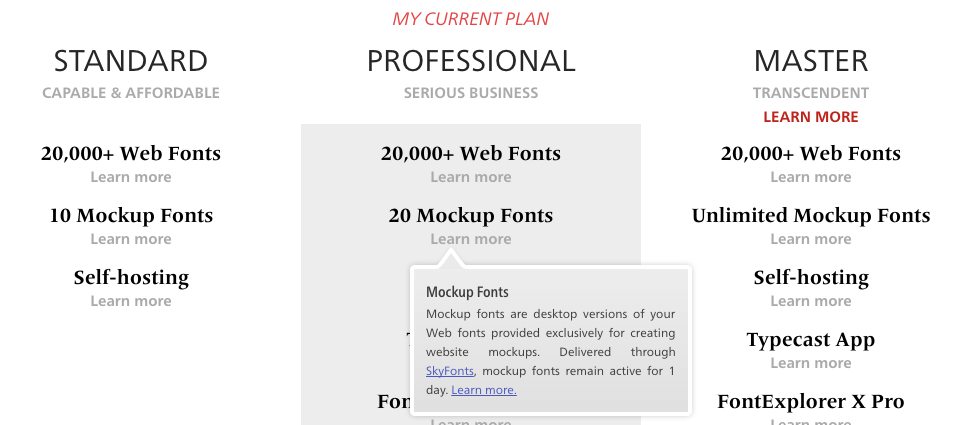 MY CURRENT PLAN
STANDARD
CAPABLE & AFFORDABLE
20,000+ Web Fonts
Learn more
10 Mockup Fonts
Learn more
Self-hosting
Learn more
PROFESSIONAL
SERIOUS BUSINESS
20,000+ Web Fonts
Learn more
20 Mockup Fonts
Learn more
Mockup Fonts
Mockup fonts are desktop versions of your
Web fonts provided exclusively for creating
website mockups. Delivered through
SkyFonts, mockup fonts remain active for 1
day. Learn more.
Learn more
MASTER
TRANSCENDENT
LEARN MORE
20,000+ Web Fonts
Learn more
Unlimited Mockup Fonts
Learn more
Self-hosting
Learn more
Typecast App
Learn more
FontExplorer X Pro
Learn more